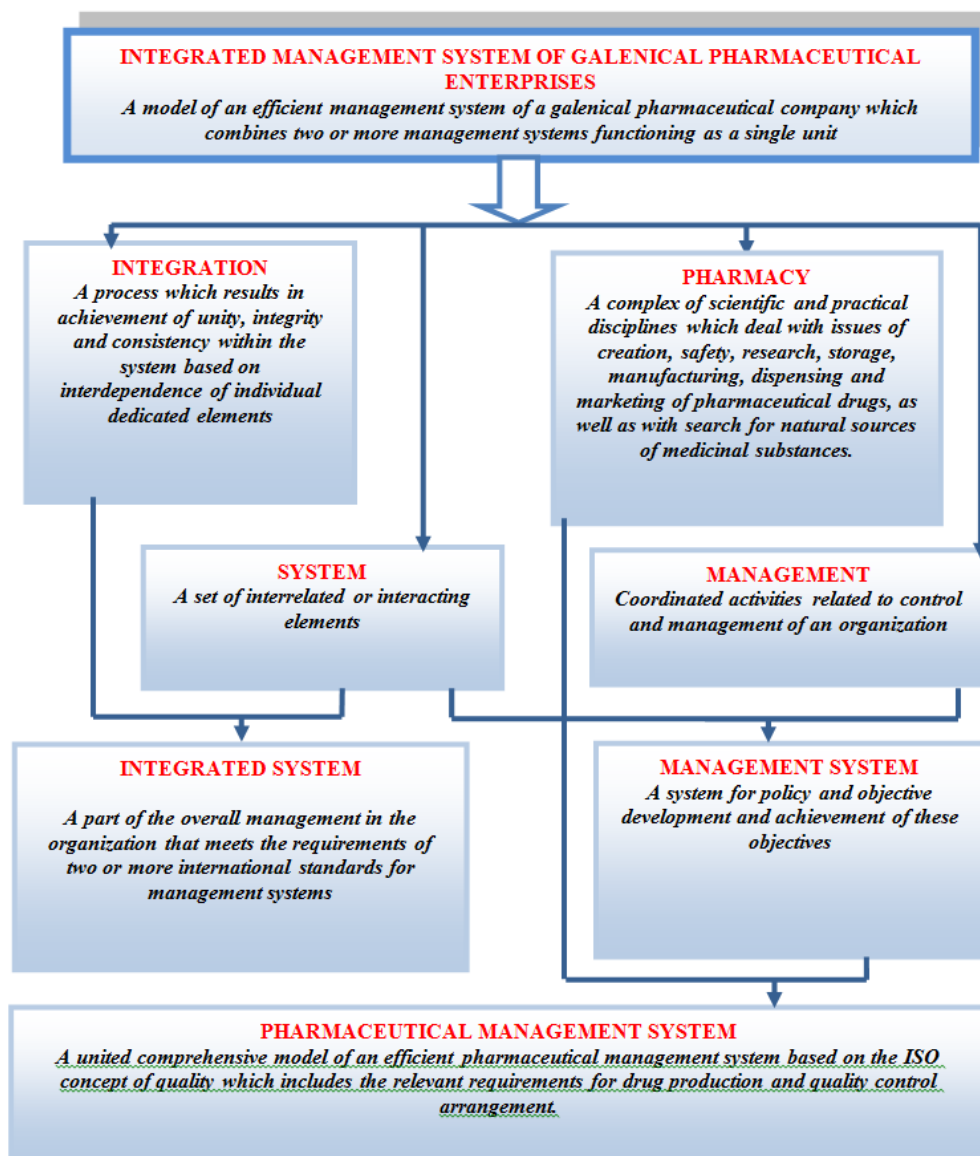 INTEGRATED MANAGEMENT SYSTEM OF GALENICAL PHARMACEUTICAL
ENTERPRISES
A model of an efficient management system of a galenical pharmaceutical company which
combines two or more management systems functioning as a single unit
INTEGRATION
A process which results in
achievement of unity, integrity
and consistency within the
system based on
interdependence of individual
dedicated elements
PHARMACY
A complex of scientific and practical
disciplines which deal with issues of
creation, safety, research, storage,
manufacturing, dispensing and
marketing of pharmaceutical drugs, as
well as with search for natural sources
of medicinal substances.
SYSTEM
A set of interrelated or interacting
elements
MANAGEMENT
Coordinated activities related to control
and management of an organization
INTEGRATED SYSTEM
A part of the overall management in the
organization that meets the requirements of
two or more international standards for
management systems
MANAGEMENT SYSTEM
A system for policy and objective
development and achievement of these
objectives
PHARMACEUTICAL MANAGEMENT SYSTEM
A united comprehensive model of an efficient pharmaceutical management system based on the ISO
concept of quality which includes the relevant requirements for drug production and quality control
arrangement.